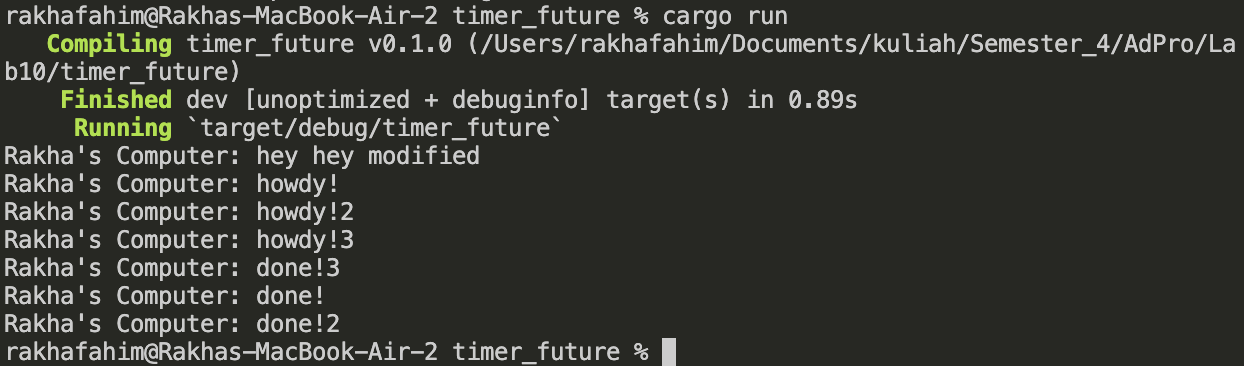 rakhafahim@Rakhas-MacBook-Air-2 timer_future % cargo run
   Compiling timer_future v0.1.0 (/Users/rakhafahim/Documents/kuliah/Semester_4/AdPro/La
b10/timer_future)
    Finished dev [unoptimized + debuginfo] target(s) in 0.89s
     Running `target/debug/timer_future`
Rakha's Computer: hey hey modified
Rakha's Computer: howdy!
Rakha's Computer: howdy!2
Rakha's Computer: howdy!3
Rakha's Computer: done!3
Rakha's Computer: done!
Rakha's Computer: done!2
rakhafahim@Rakhas-MacBook-Air-2 timer_future %